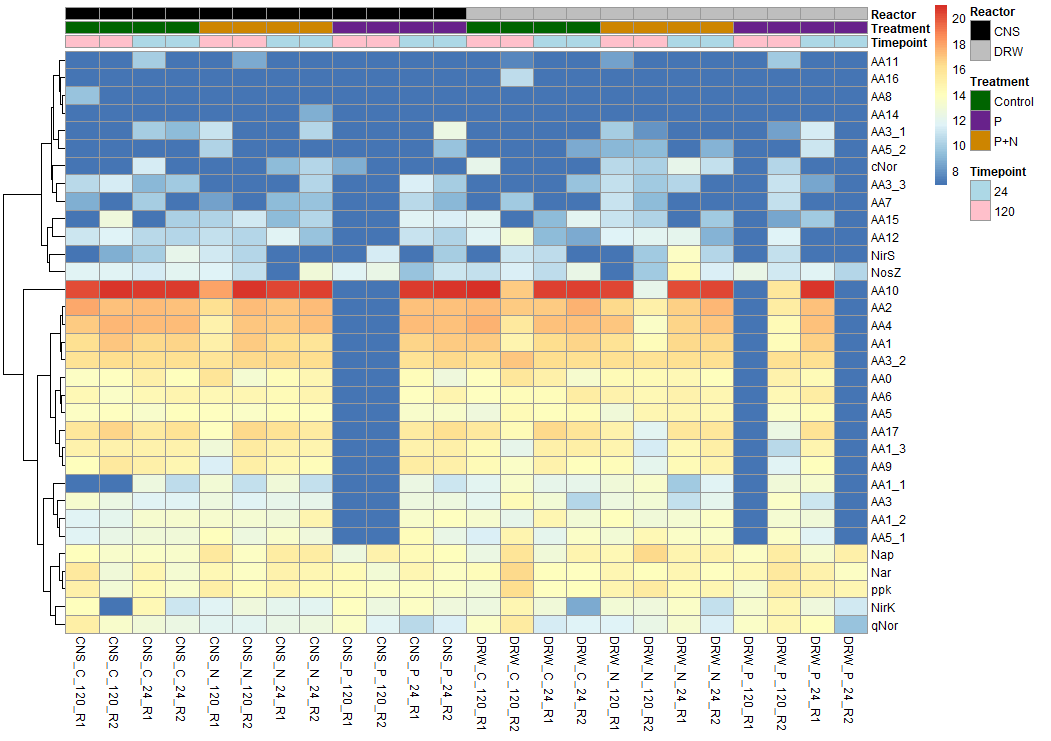 Reactor
Treatment
Timepoint
AA11
AA16
AA8
AA14
AA3_1
AA5_2
cNor
AA3_3
AA7
AA15
AA12
NirS
NosZ
AA10
AA2
AA4
AA1
AA3_2
AA0
AA6
AA5
AA17
AA1_3
AA9
AA1_1
AA3
AA1_2
AA5_1
Nap
Nar
ppk
NirK
qNor
CNS_C_120_R1
CNS_C_120_R2
CNS_C_24_R1
CNS_C_24_R2
CNS_N_120_R1
CNS_N_120_R2
CNS_N_24_R1
CNS_N_24_R2
CNS_P_120_R1
CNS_P_120_R2
CNS_P_24_R1
CNS_P_24_R2
DRW_C_120_R1
DRW_C_120_R2
DRW_C_24_R1
DRW_C_24_R2
DRW_N_120_R1
DRW_N_120_R2
DRW_N_24_R1
DRW_N_24_R2
DRW_P_120_R1
DRW_P_120_R2
DRW_P_24_R1
DRW_P_24_R2
20
18
16
14
12
10
8
Reactor
CNS
DRW
Treatment
Control
P
P+N
Timepoint
24
120